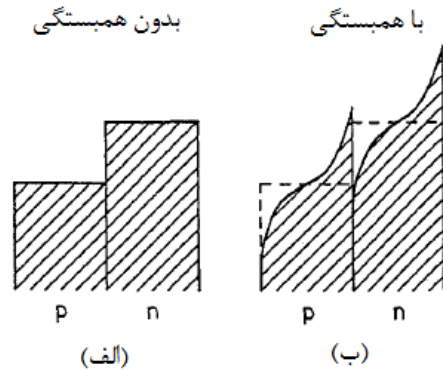 با همبستگی
بدون همبستگی
p n
p n
(ب)
(الف)